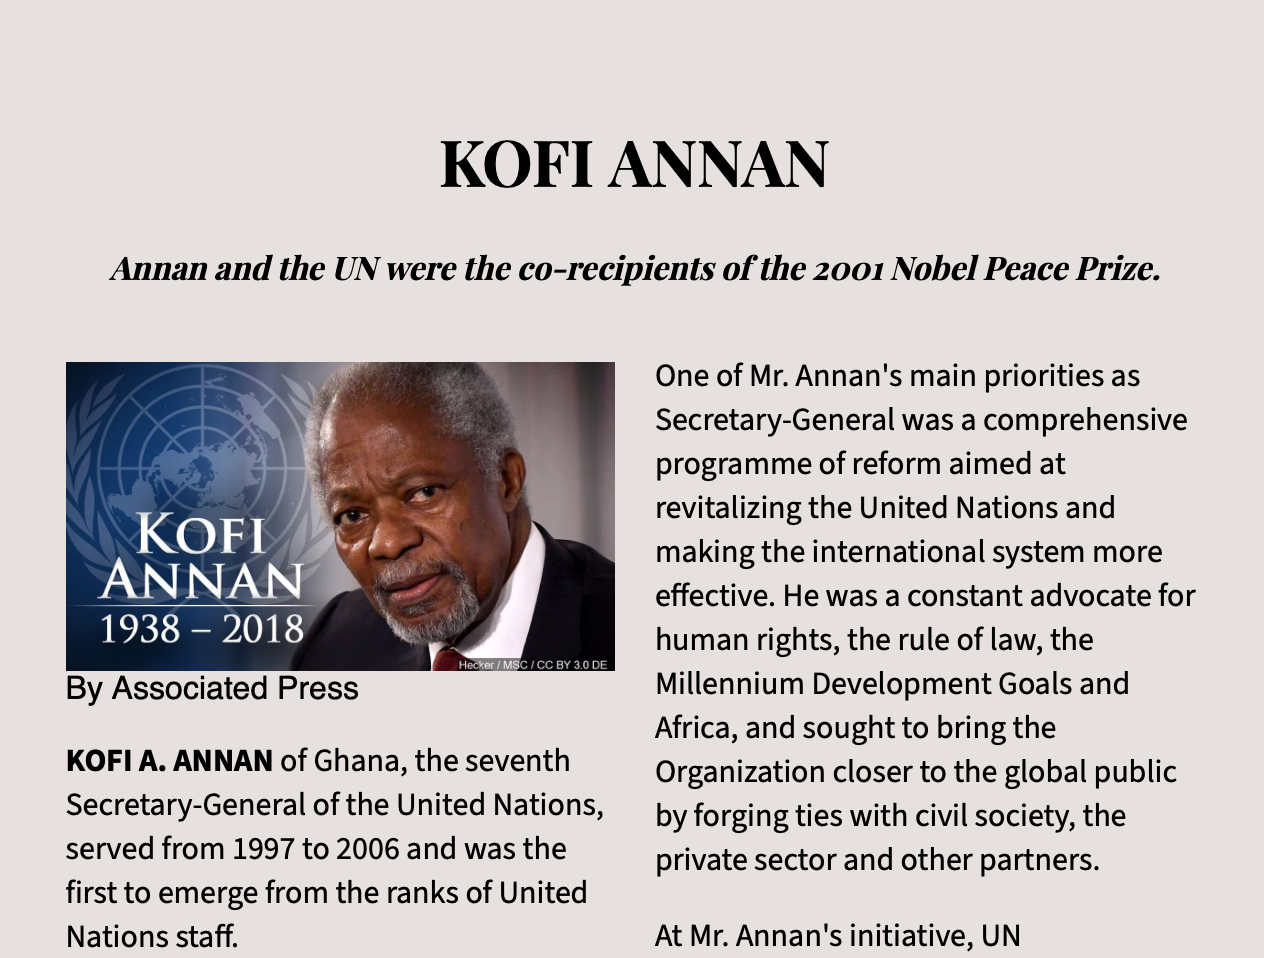 KOFI ANNAN
Annan and the UN were the co-recipients of the 2001 Nobel Peace Prize.
KOFI
ANNAN
1938 – 2018
Hecker / MSC / CC BY 3.0 DE
By Associated Press
KOFI A. ANNAN of Ghana, the seventh
Secretary-General of the United Nations,
served from 1997 to 2006 and was the
first to emerge from the ranks of United
Nations staff.
One of Mr. Annan's main priorities as
Secretary-General was a comprehensive
programme of reform aimed at
revitalizing the United Nations and
making the international system more
effective. He was a constant advocate for
human rights, the rule of law, the
Millennium Development Goals and
Africa, and sought to bring the
Organization closer to the global public
by forging ties with civil society, the
private sector and other partners.
At Mr. Annan's initiative, UN